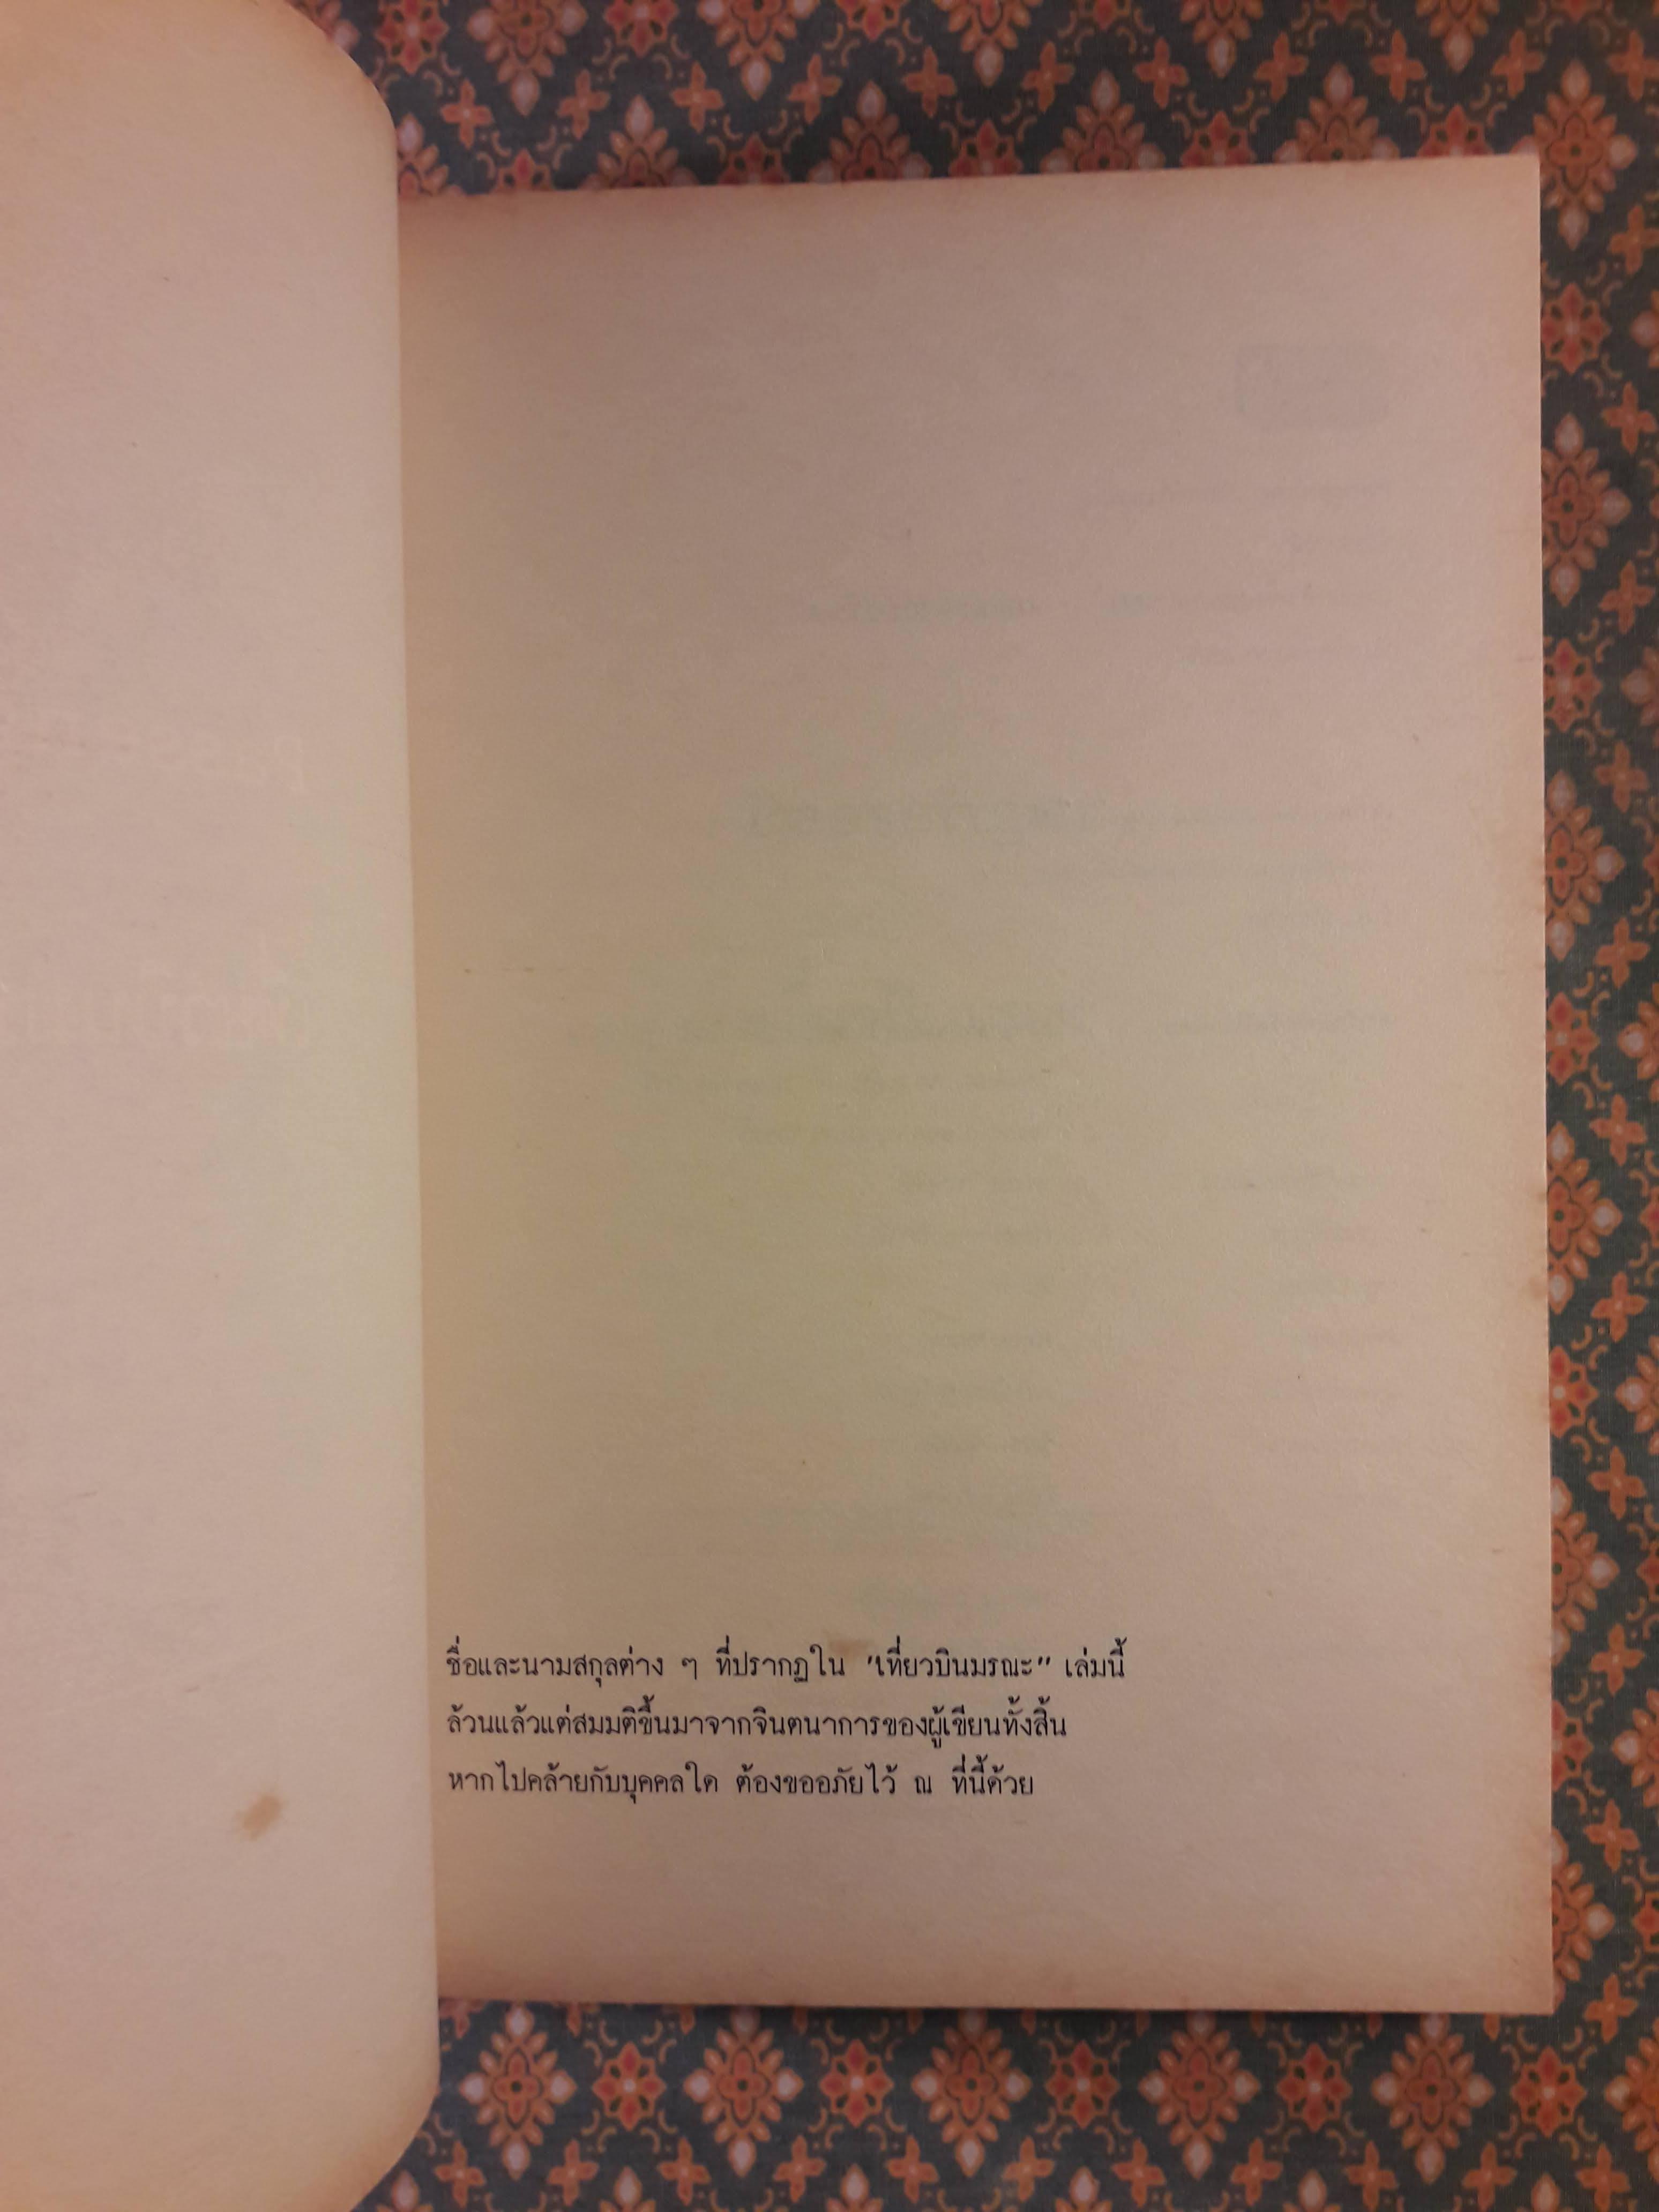 ชื่อและนามสกุลต่าง ๆ ที่ปรากฏใน "เที่ยวบินมรณะ" เล่มนี้
ล้วนแล้วแต่สมมติขึ้นมาจากจินตนาการของผู้เขียนทั้งสิ้น
หากไปคล้ายกับบุคคลใด ต้องขออภัยไว้ ณ ที่นี้ด้วย